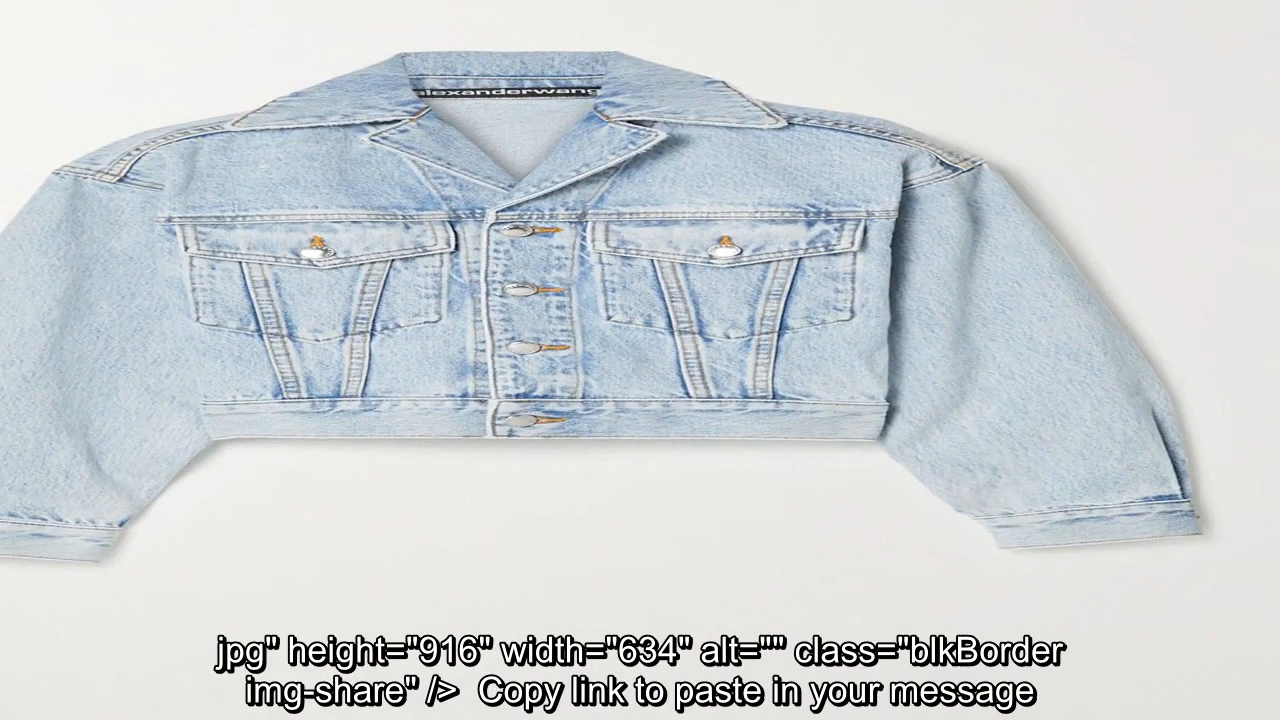 alexanderwang
jpg" height="916" width="634" alt="" class="blkBorder
img-share" /> Copy link to paste in your message